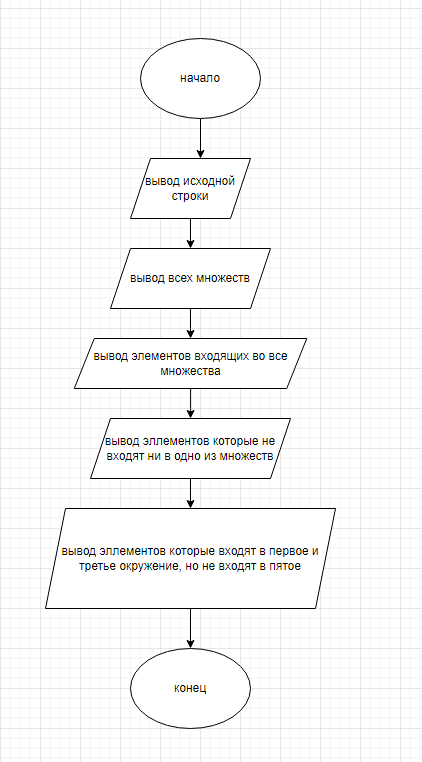 начало
вывод исходной
строки
вывод всех множеств
вывод элементов входящих во все
множества
вывод эллементов которые не
входят ни в одно из множеств
вывод эллементов которые входят в первое и
третье окружение, но не входят в пятое
конец